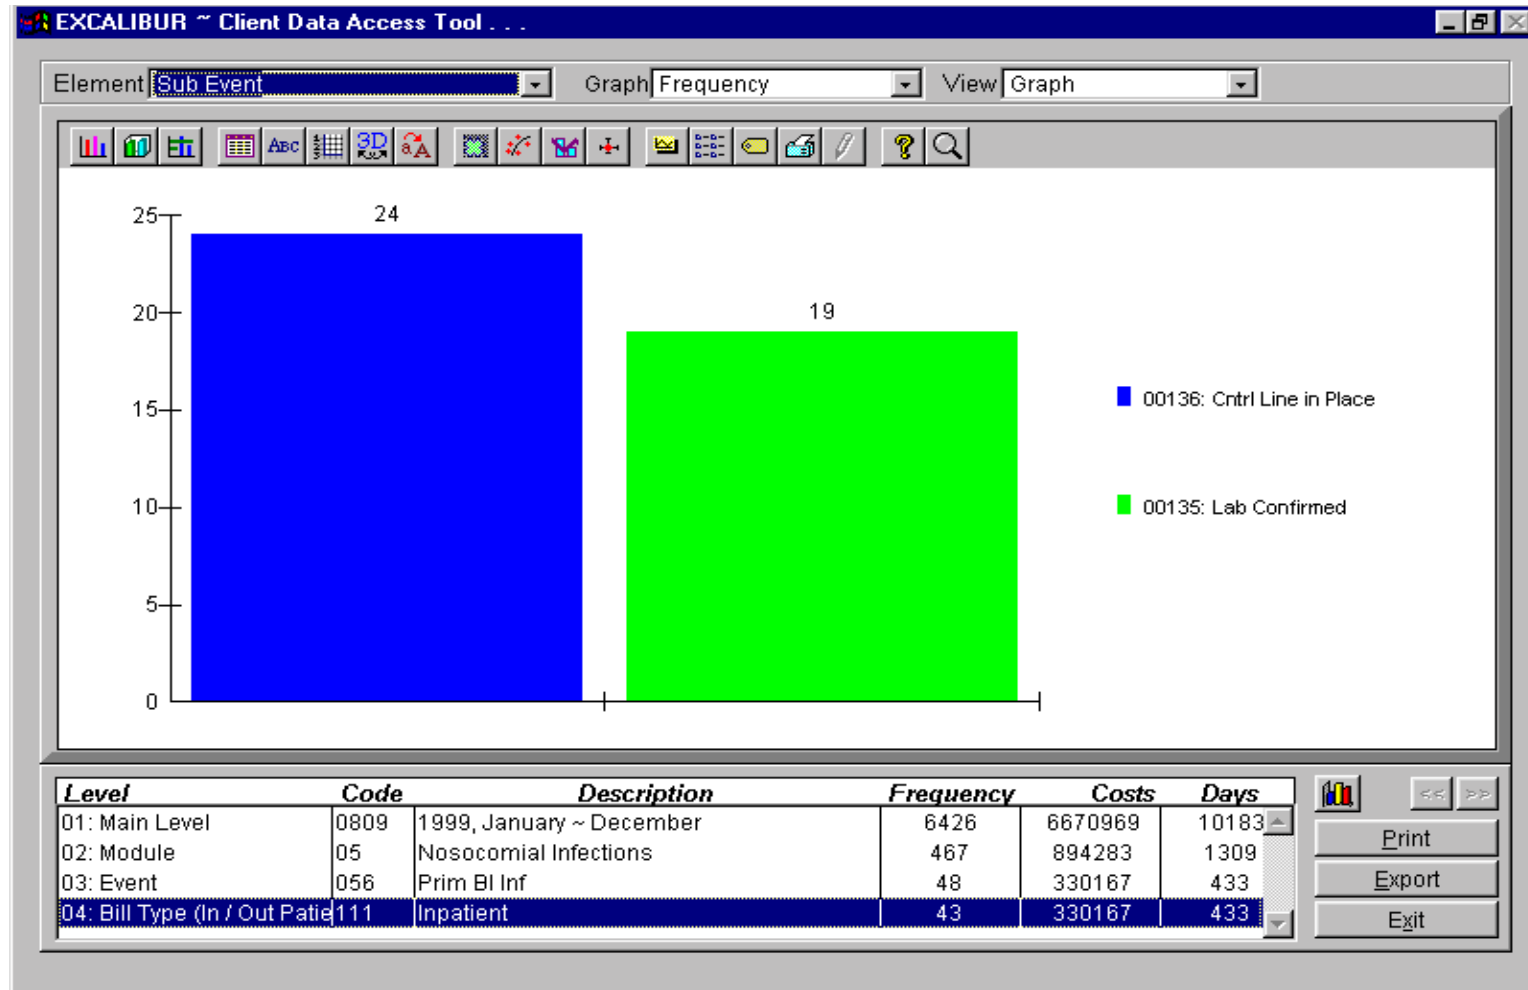 EXCALIBUR ~ Client Data Access Tool . . .
Element Sub Event Graph Frequency View Graph
ABC 3D aA
25 24
20 19
15
10
5
0
00136: Cntrl Line in Place
00135: Lab Confirmed
Level Code Description Frequency Costs Days
01: Main Level 0809 1999, January ~ December 6426 6670969 10183
02: Module 05 Nosocomial Infections 467 894283 1309
03: Event 056 Prim Bl Inf 48 330167 433
04: Bill Type (In / Out Patie 111 Inpatient 43 330167 433
<< >>
Print
Export
Exit